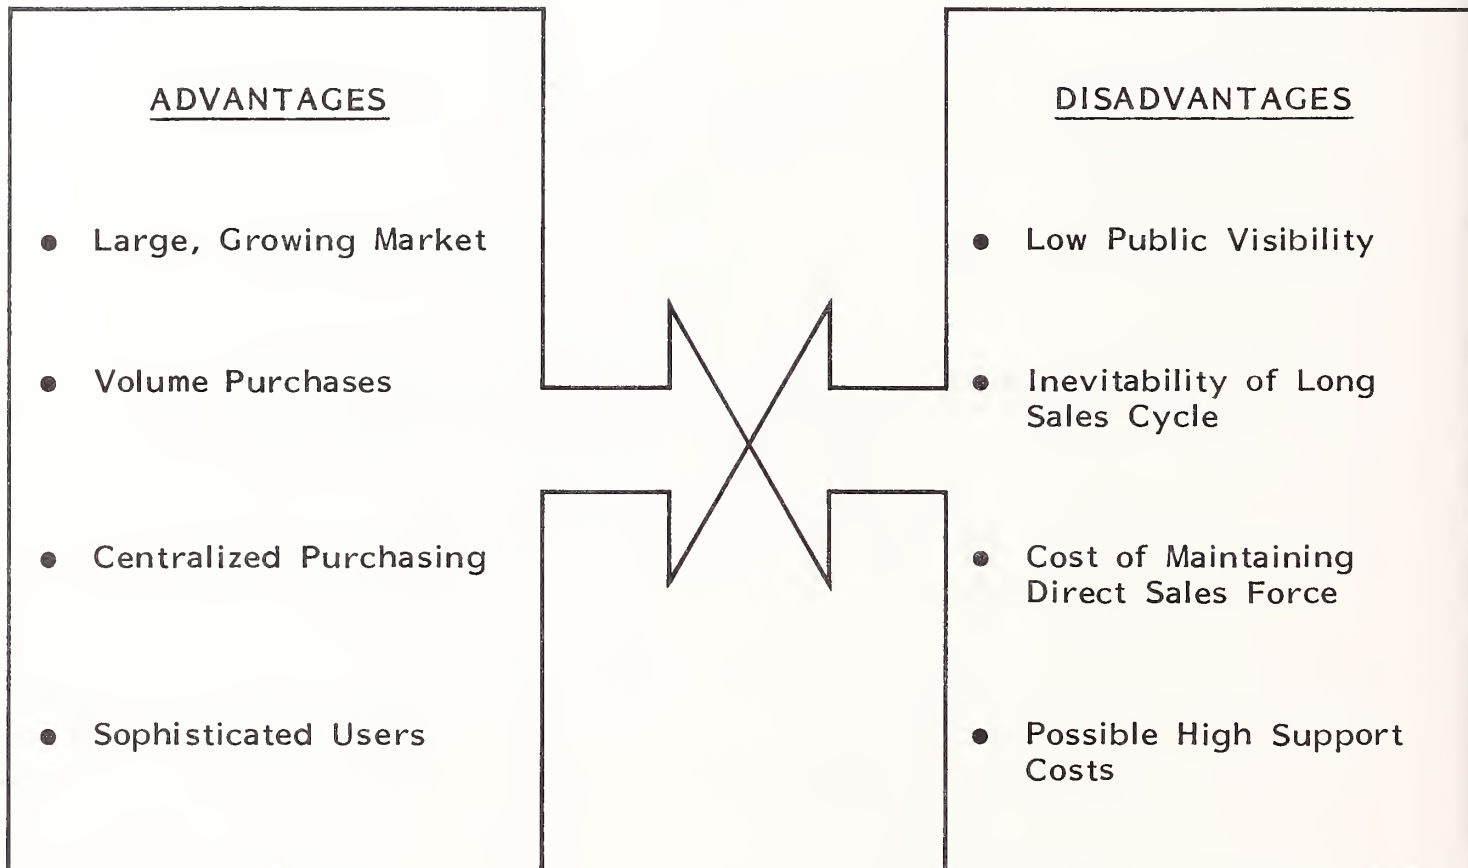 ADVANTAGES
• Large, Growing Market
• Volume Purchases
• Centralized Purchasing
• Sophisticated Users
DISADVANTAGES
• Low Public Visibility
• Inevitability of Long
Sales Cycle
• Cost of Maintaining
Direct Sales Force
• Possible High Support
Costs